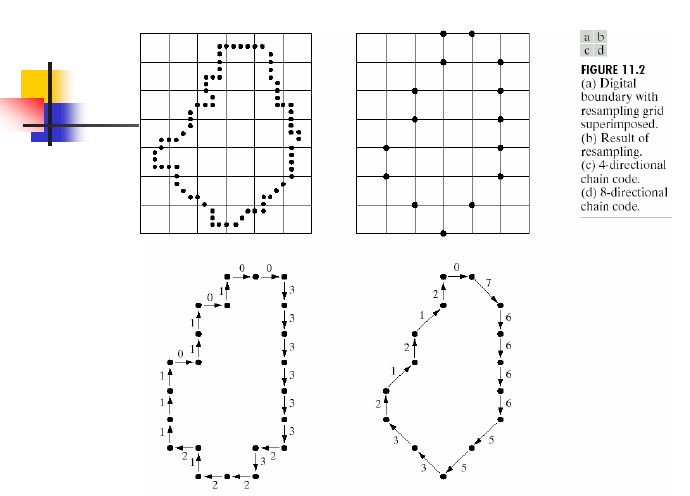 a b
c d
FIGURE 11.2
(a) Digital
boundary with
resampling grid
superimposed.
(b) Result of
resampling.
(c) 4-directional
chain code.
(d) 8-directional
chain code.
0 0
1 3
0
1 3
1 3
0
1 3
1 3
1 3
2 1 3 2
2 2
0
7
2
1 6
2 6
1 6
2 6
3 5
3 5